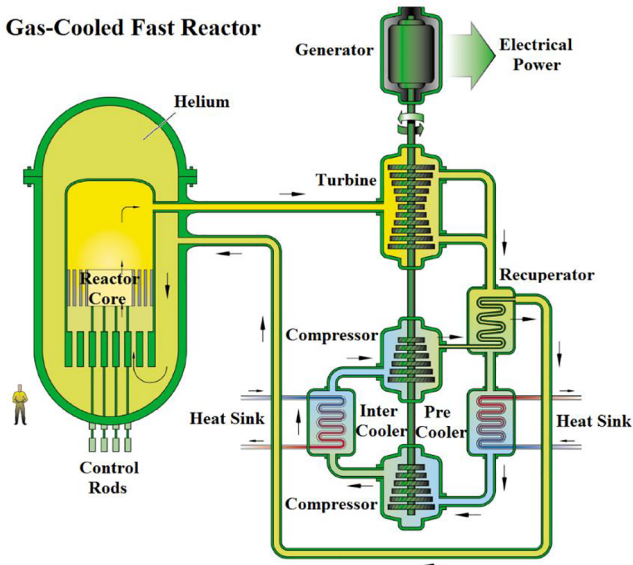 Gas-Cooled Fast Reactor
Generator
Electrical
Power
Helium
Turbine
Reactor
Core
Recuperator
Compressor
Heat Sink
Inter
Cooler
Pre
Cooler
Heat Sink
Control
Rods
Compressor